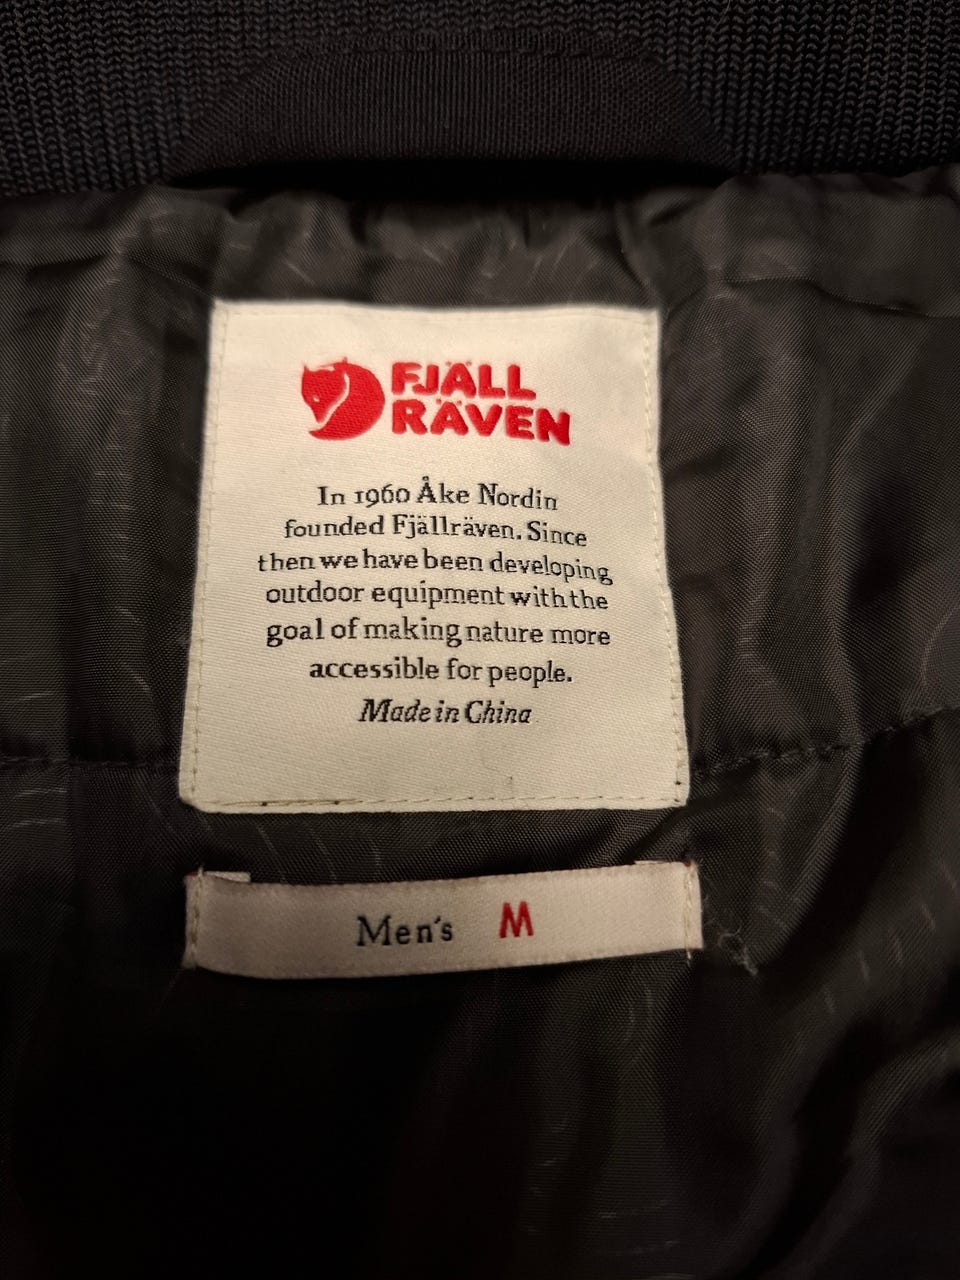 FJÄLL
RÄVEN
In 1960 Åke Nordin
founded Fjällräven. Since
then we have been developing
outdoor equipment with the
goal of making nature more
accessible for people.
Made in China
Men's M